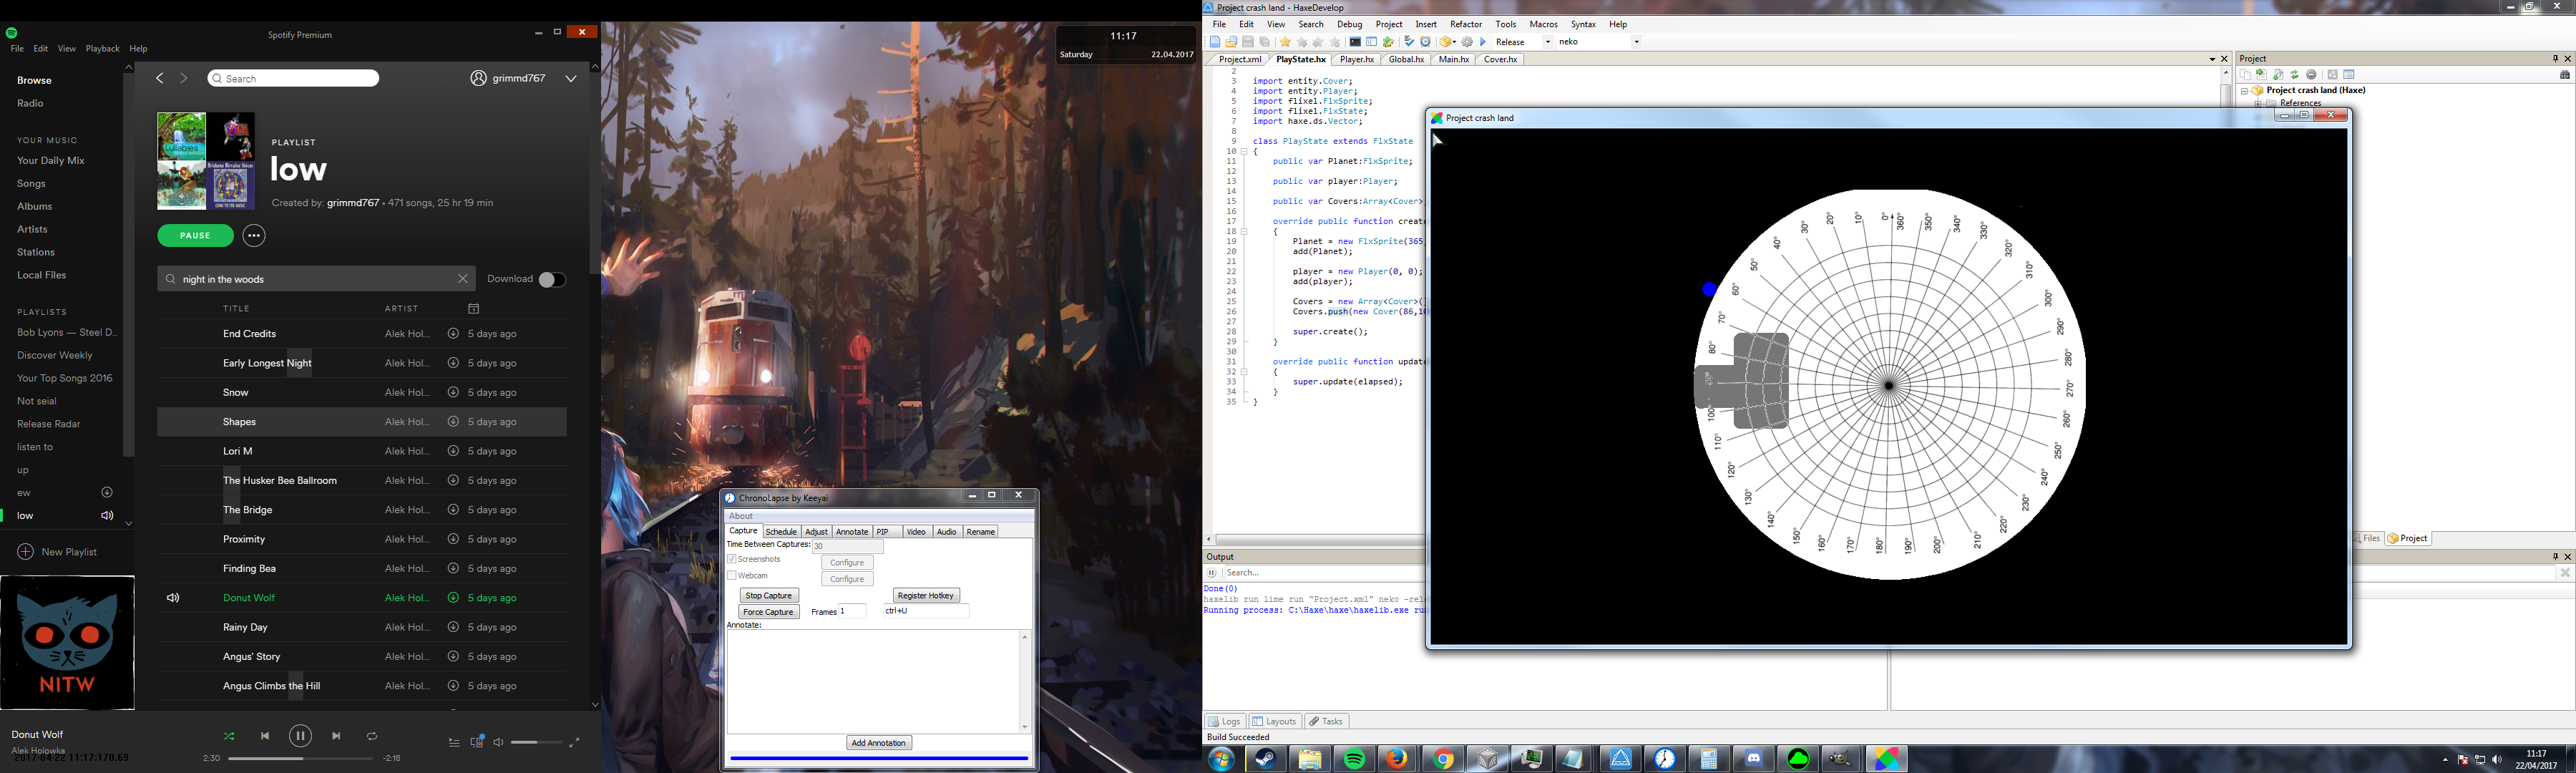 Spotify Premium
File Edit View Playback Help
Browse
Radio
YOUR MUSIC
Your Daily Mix
Songs
Albums
Artists
Stations
Local Files
PLAYLISTS
Bob Lyons — Steel D..
Discover Weekly
Your Top Songs 2016
Not seial
Release Radar
listen to
up
ew
low
New Playlist
NITW
Search
grimmd767
PLAYLIST
low
Created by: grimmd767 • 471 songs, 25 hr 19 min
PAUSE
night in the woods
Download
TITLE ARTIST
End Credits Alek Hol... 5 days ago
Early Longest Night Alek Hol... 5 days ago
Snow Alek Hol... 5 days ago
Shapes Alek Hol... 5 days ago
Lori M Alek Hol... 5 days ago
The Husker Bee Ballroom Alek Hol... 5 days ago
The Bridge Alek Hol... 5 days ago
Proximity Alek Hol... 5 days ago
Finding Bea Alek Hol... 5 days ago
Donut Wolf Alek Hol... 5 days ago
Rainy Day Alek Hol... 5 days ago
Angus' Story Alek Hol... 5 days ago
Angus Climbs the Hill Alek Hol... 5 days ago
Donut Wolf
Alek Holowka
2017-04-22 11:17:170.69
2:30 -2:18
11:17
Saturday 22.04.2017
ChronoLapse by Keeyai
About
Capture Schedule Adjust Annotate PIP Video Audio Rename
Time Between Captures: 30
Screenshots Configure
Webcam Configure
Stop Capture Register Hotkey
Force Capture Frames 1 ctrl+U
Annotate:
Add Annotation
Project crash land - HaxeDevelop
File Edit View Search Debug Project Insert Refactor Tools Macros Syntax Help
Release neko
Project.xml PlayState.hx Player.hx Global.hx Main.hx Cover.hx
2
3 import entity.Cover;
4 import entity.Player;
5 import flixel.FlxSprite;
6 import flixel.FlxState;
7 import haxe.ds.Vector;
8
9 class PlayState extends FlxState
10 {
11 public var Planet:FlxSprite;
12
13 public var player:Player;
14
15 public var Covers:Array<Cover>;
16
17 override public function create
18 {
19 Planet = new FlxSprite(365,
20 add(Planet);
21
22 player = new Player(0, 0);
23 add(player);
24
25 Covers = new Array<Cover>(
26 Covers.push(new Cover(86,10
27
28 super.create();
29 }
30
31 override public function update
32 {
33 super.update(elapsed);
34 }
35 }
Project
Project crash land (Haxe)
References
Files Project
Project crash land
0° 10° 20° 30° 40° 50° 60° 70° 80°
100° 110° 120° 130° 140° 150° 160° 170° 180°
190° 200° 210° 220° 230° 240° 250° 260° 270°
280° 290° 300° 310° 320° 330° 340° 350° 360°
Output
Search...
Done(0)
haxelib run lime run "Project.xml" neko -rele
Running process: C:\Haxe\haxe\haxelib.exe run
Logs Layouts Tasks
Build Succeeded
11:17
22/04/2017